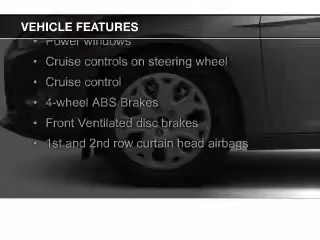 VEHICLE FEATURES
• Power windows
• Cruise controls on steering wheel
• Cruise control
• 4-wheel ABS Brakes
• Front Ventilated disc brakes
• 1st and 2nd row curtain head airbags